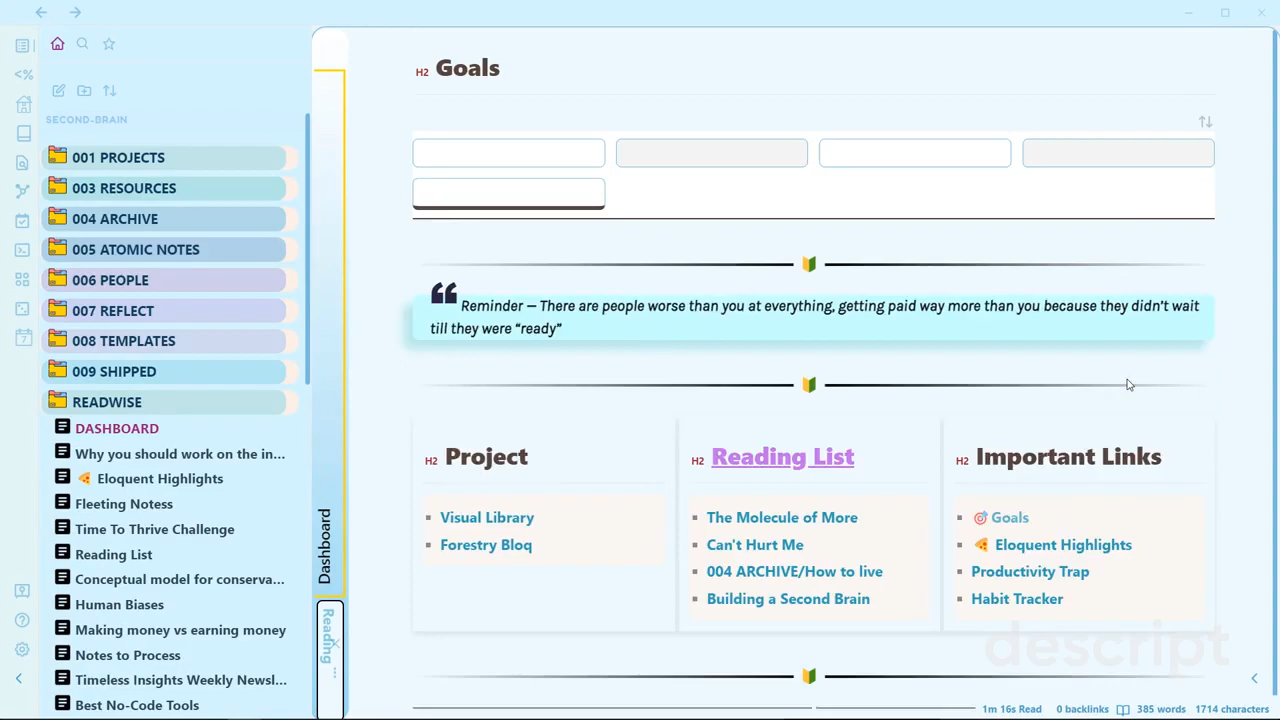 SECOND-BRAIN
001 PROJECTS
003 RESOURCES
004 ARCHIVE
005 ATOMIC NOTES
006 PEOPLE
007 REFLECT
008 TEMPLATES
009 SHIPPED
READWISE
DASHBOARD
Why you should work on the in...
Eloquent Highlights
Fleeting Notess
Time To Thrive Challenge
Reading List
Conceptual model for conserva...
Human Biases
Making money vs earning money
Notes to Process
Timeless Insights Weekly Newsl...
Best No-Code Tools
Dashboard
Reading ...
H2 Goals
Reminder — There are people worse than you at everything, getting paid way more than you because they didn't wait
till they were “ready”
H2 Project
Visual Library
Forestry Bloq
H2 Reading List
The Molecule of More
Can't Hurt Me
004 ARCHIVE/How to live
Building a Second Brain
H2 Important Links
Goals
Eloquent Highlights
Productivity Trap
Habit Tracker
descript
1m 16s Read 0 backlinks 385 words 1714 characters